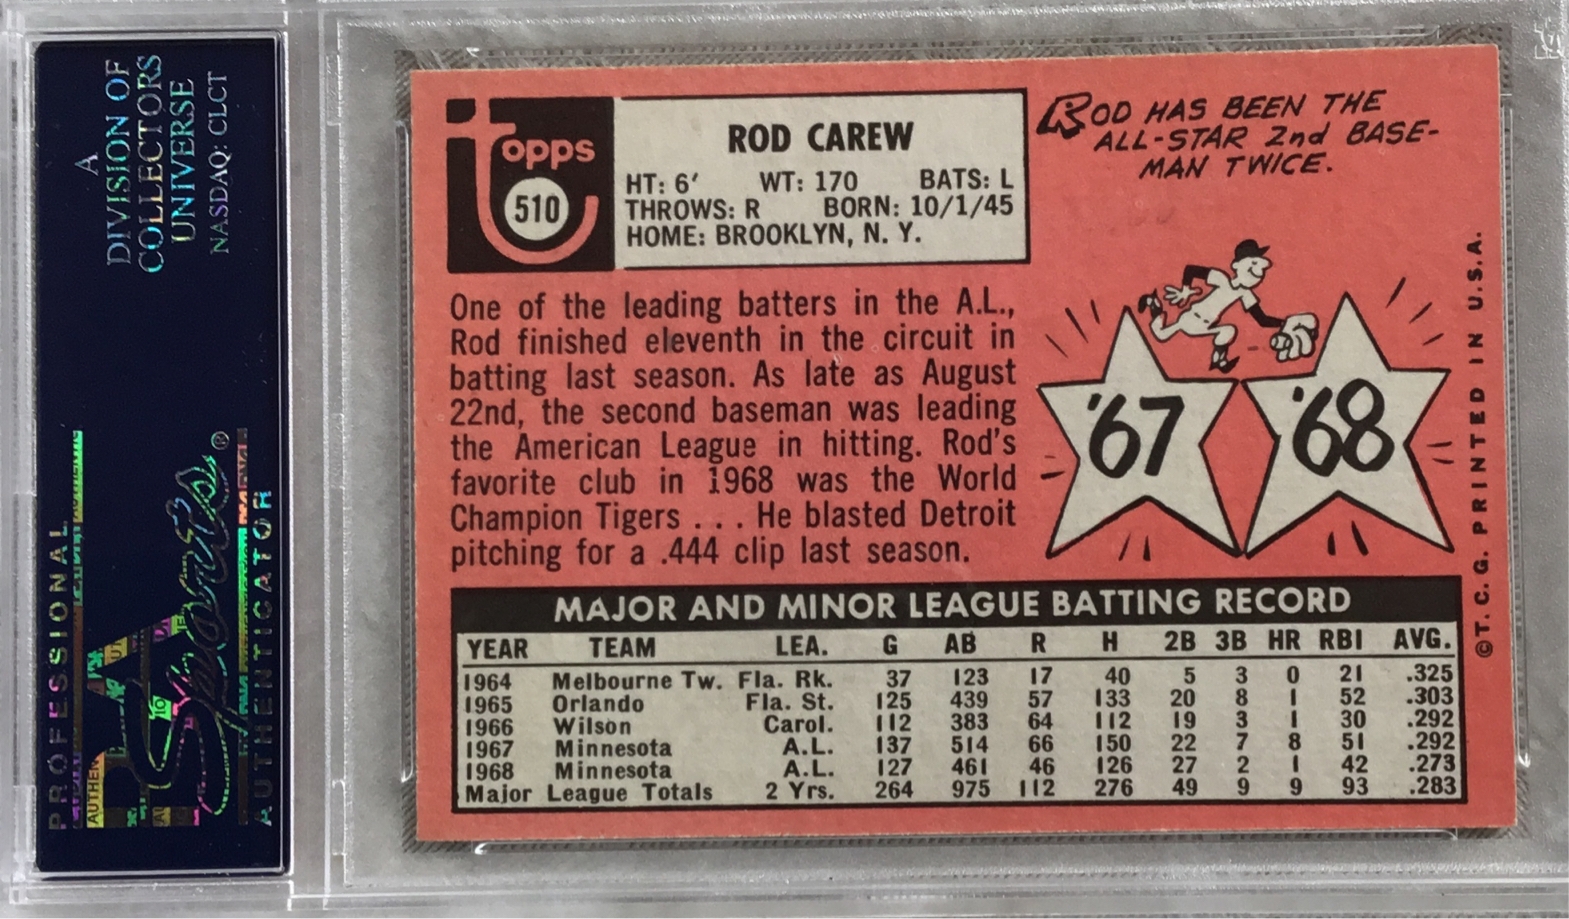 A
DIVISION OF
COLLECTORS
UNIVERSE
NASDAQ: CLCT
PROFESSIONAL
Sports
AUTHENTICATOR
®
Topps
510
ROD CAREW
HT: 6′ WT: 170 BATS: L
THROWS: R BORN: 10/1/45
HOME: BROOKLYN, N. Y.
ROD HAS BEEN THE
ALL-STAR 2nd BASE-
MAN TWICE.
One of the leading batters in the A.L.,
Rod finished eleventh in the circuit in
batting last season. As late as August
22nd, the second baseman was leading
the American League in hitting. Rod's
favorite club in 1968 was the World
Champion Tigers . . . He blasted Detroit
pitching for a .444 clip last season.
'67
'68
©T. C. G. PRINTED IN U.S.A.
MAJOR AND MINOR LEAGUE BATTING RECORD
YEAR TEAM LEA. G AB R H 2B 3B HR RBI AVG.
1964 Melbourne Tw. Fla. Rk. 37 123 17 40 5 3 0 21 .325
1965 Orlando Fla. St. 125 439 57 133 20 8 1 52 .303
1966 Wilson Carol. 112 383 64 112 19 3 1 30 .292
1967 Minnesota A.L. 137 514 66 150 22 7 8 51 .292
1968 Minnesota A.L. 127 461 46 126 27 2 1 42 .273
Major League Totals 2 Yrs. 264 975 112 276 49 9 9 93 .283